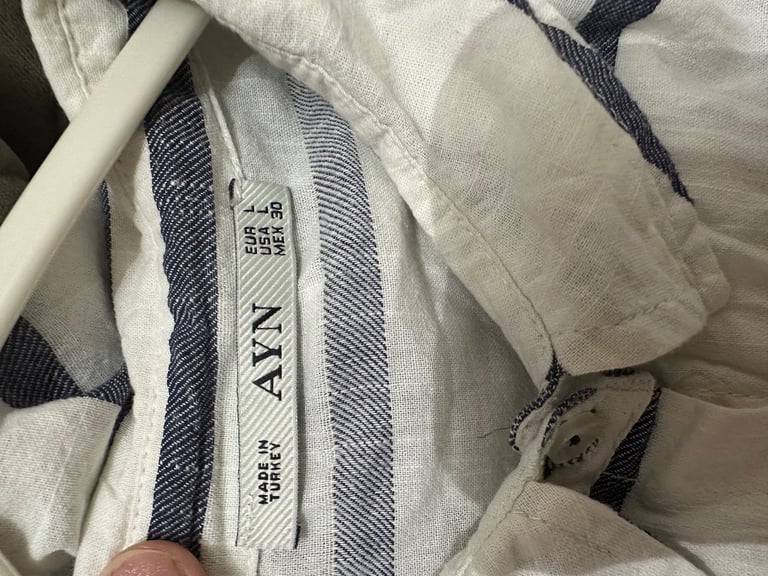 EUR L
USA L
MEX 30
AYN
MADE IN
TURKEY